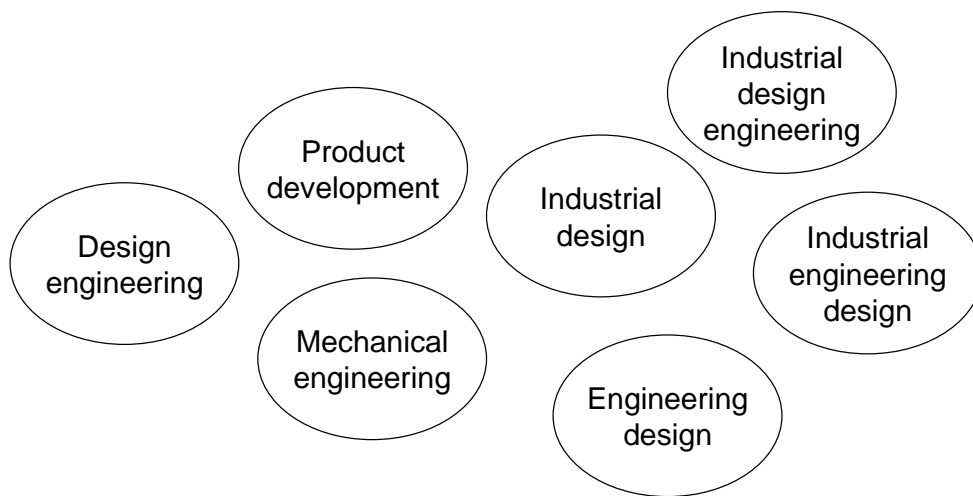 Industrial
design
engineering
Product
development
Industrial
design
Design
engineering
Industrial
engineering
design
Mechanical
engineering
Engineering
design